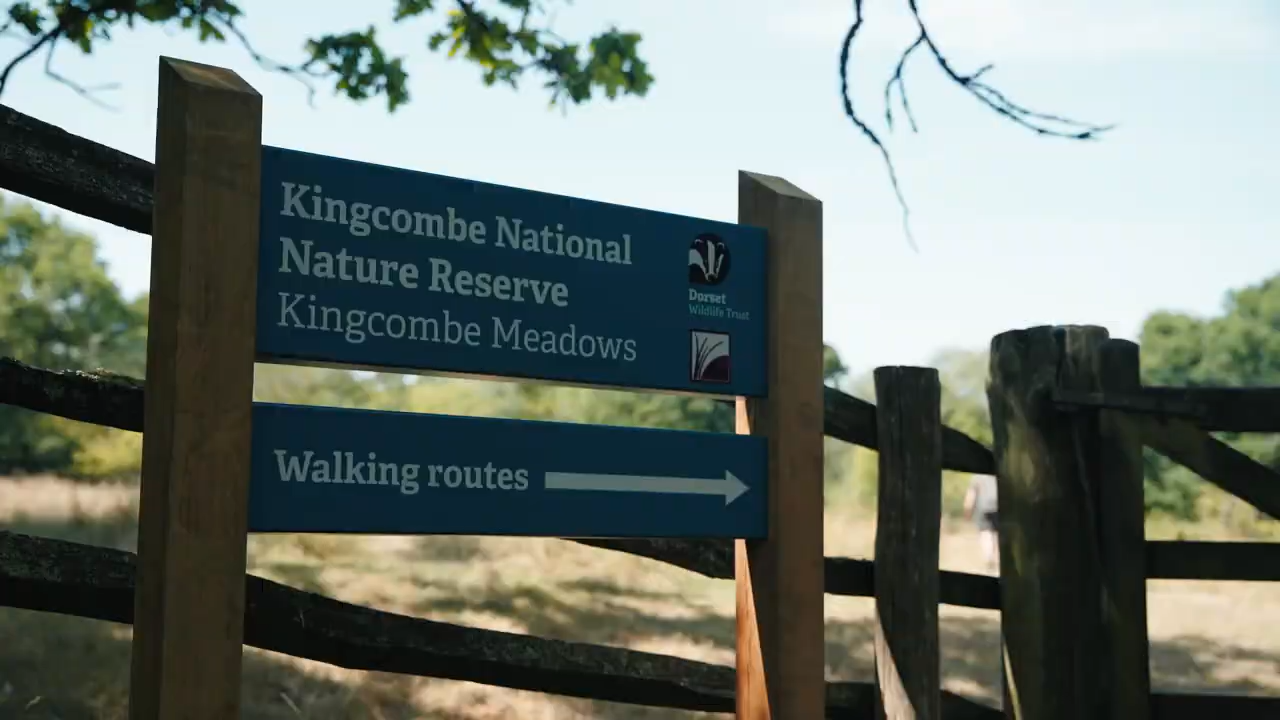 Kingcombe National
Nature Reserve
Kingcombe Meadows
Dorset
Wildlife Trust
Walking routes